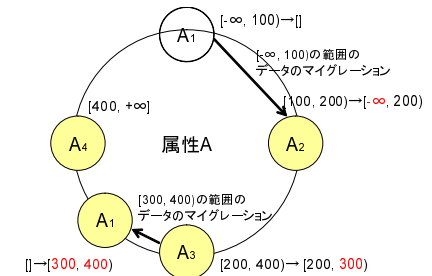 A1
[-∞, 100)→[]
[-∞, 100)の範囲の
データのマイグレーション
[100, 200)→[-∞, 200)
[400, +∞]
A4
属性A
A2
[300, 400)の範囲の
データのマイグレーション
A1
A3
[]→[300, 400)
[200, 400)→ [200, 300)